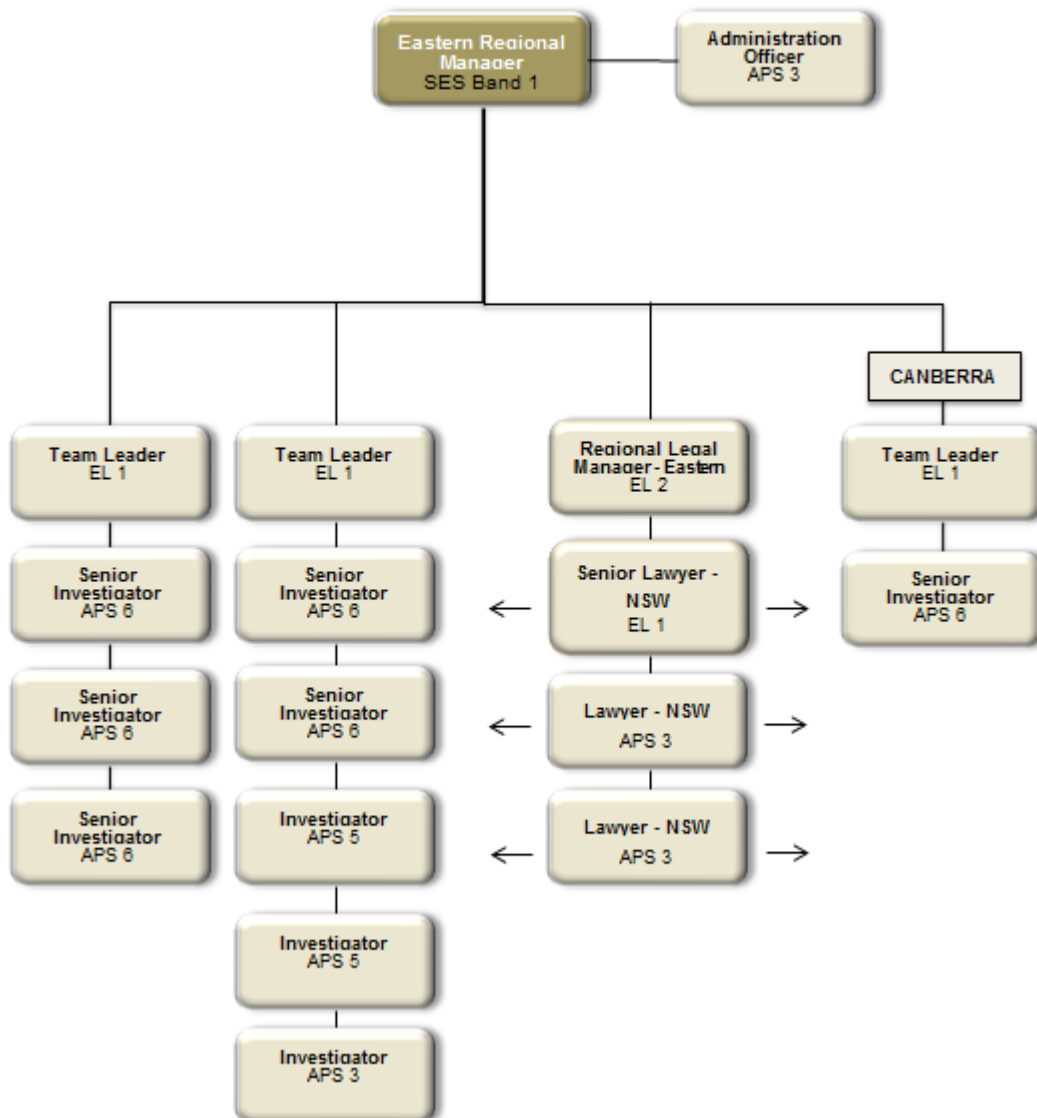 Eastern Regional
Manager
SES Band 1
Administration
Officer
APS 3
CANBERRA
Team Leader
EL 1
Senior
Investigator
APS 6
Senior
Investigator
APS 6
Senior
Investigator
APS 6
Team Leader
EL 1
Senior
Investigator
APS 6
Senior
Investigator
APS 6
Investigator
APS 5
Investigator
APS 5
Investigator
APS 3
Regional Legal
Manager - Eastern
EL 2
Senior Lawyer -
NSW
EL 1
Lawyer - NSW
APS 3
Lawyer - NSW
APS 3
Team Leader
EL 1
Senior
Investigator
APS 6